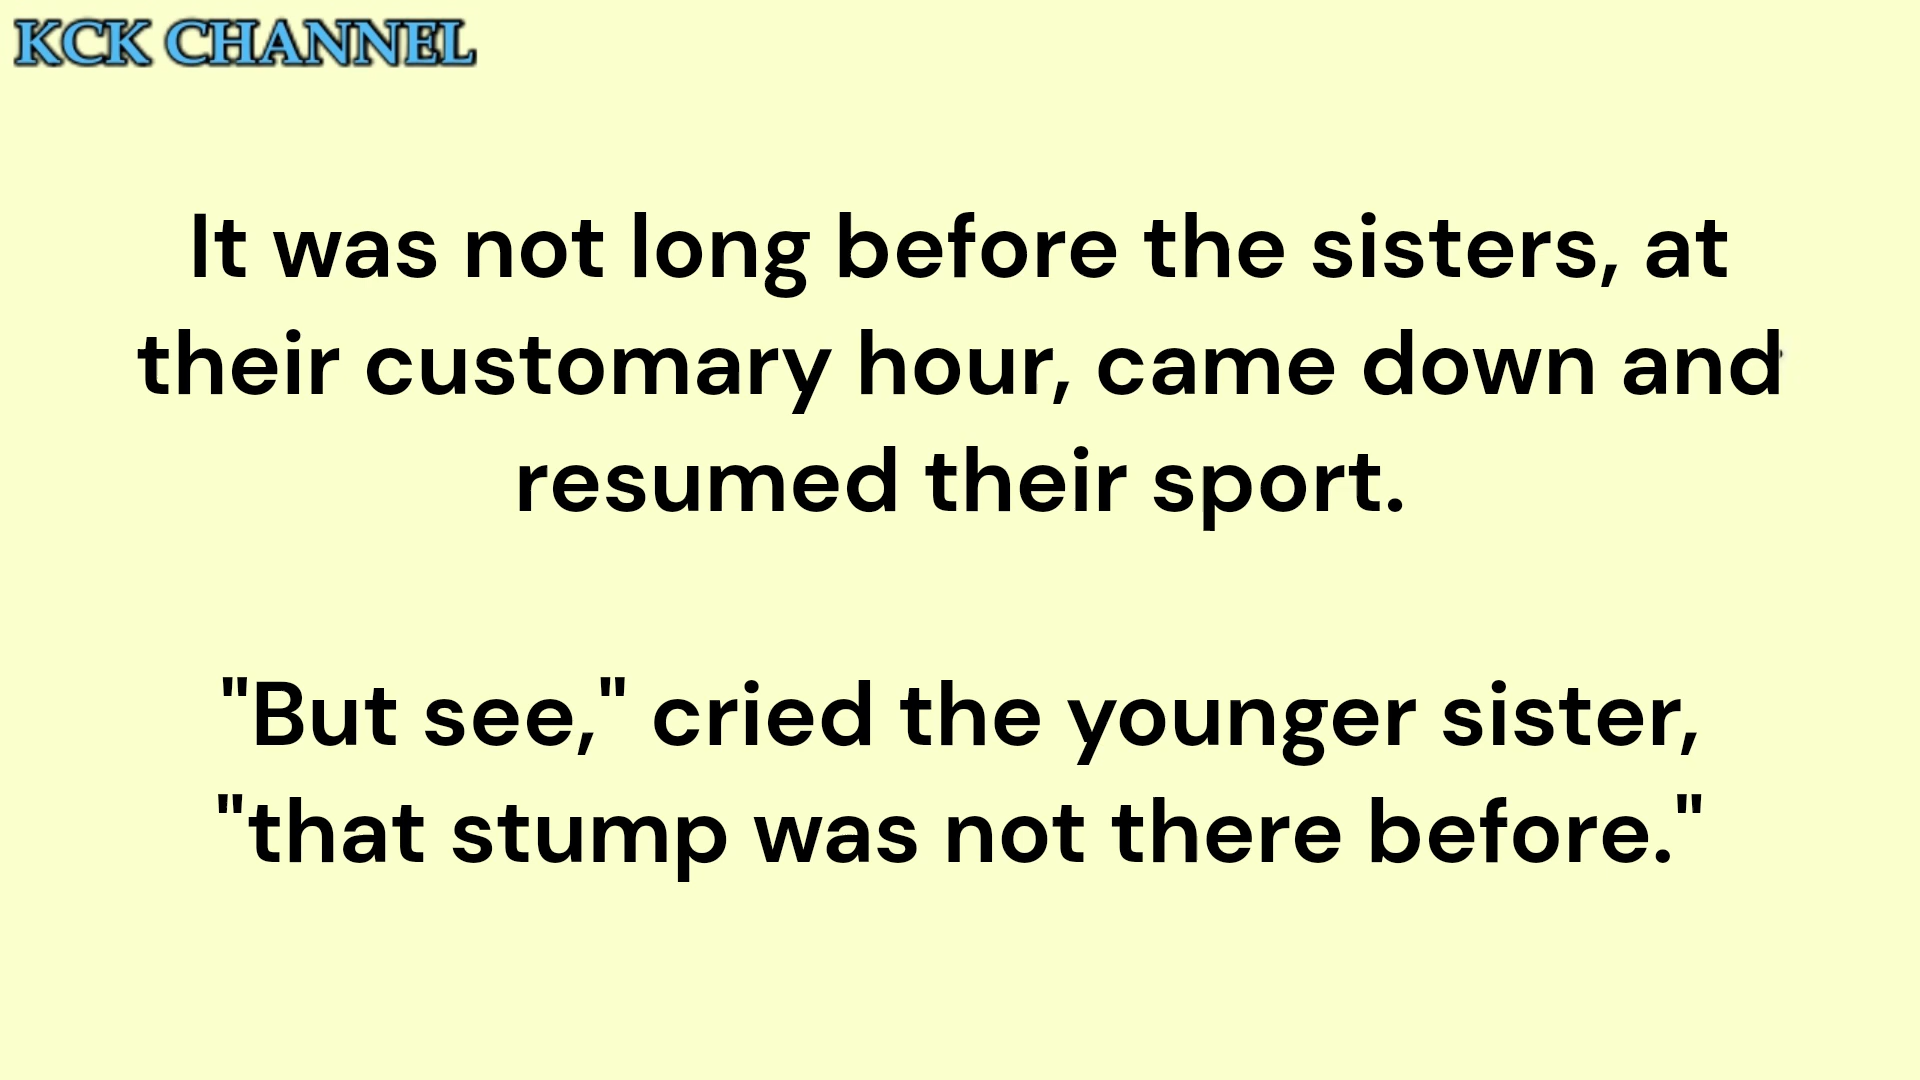 KCK CHANNEL
It was not long before the sisters, at
their customary hour, came down and
resumed their sport.
"But see," cried the younger sister,
"that stump was not there before."